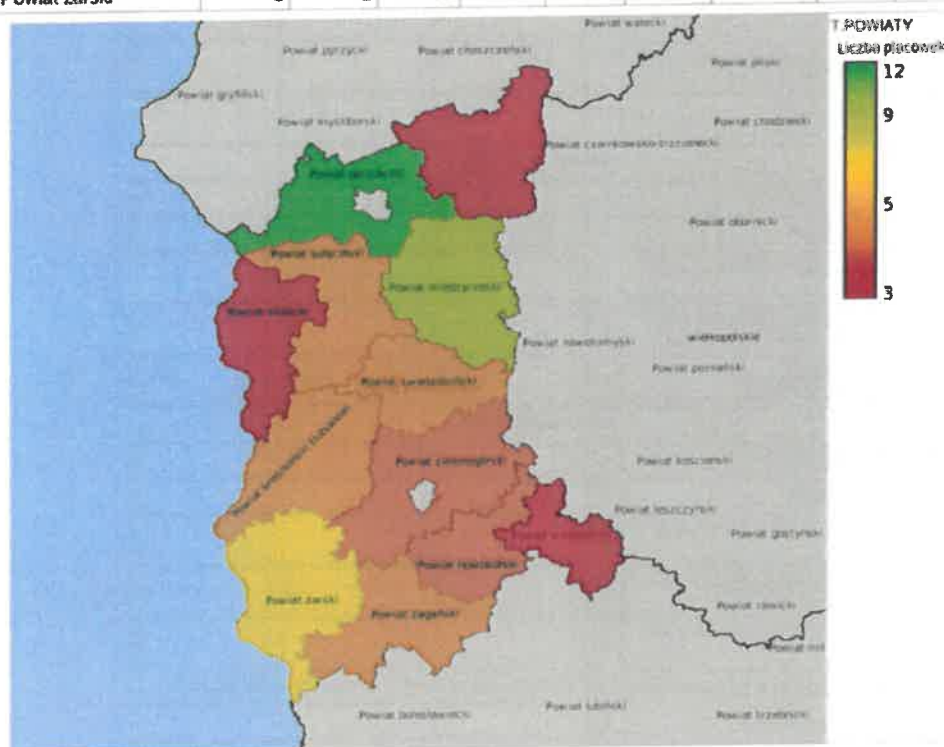 Powiat żarski
T.POWIATY
Liczba placówek
12
9
5
3
Powiat wałecki
Powiat pyrzycki
Powiat choszczeński
Powiat pilski
Powiat gryfiński
Powiat myśliborski
Powiat chodzieski
Powiat czarnkowsko-trzcianecki
Powiat gorzowski
Powiat obornicki
Powiat sulęciński
Powiat międzyrzecki
Powiat słubicki
Powiat nowotomyski
wielkopolskie
Powiat poznański
Powiat świebodziński
Powiat krośnieński
Powiat zielonogórski
Powiat kościański
Powiat leszczyński
Powiat gostyński
Powiat nowosolski
Powiat żarski
Powiat żagański
Powiat rawicki
Powiat bolesławiecki
Powiat lubiński
Powiat trzebnicki